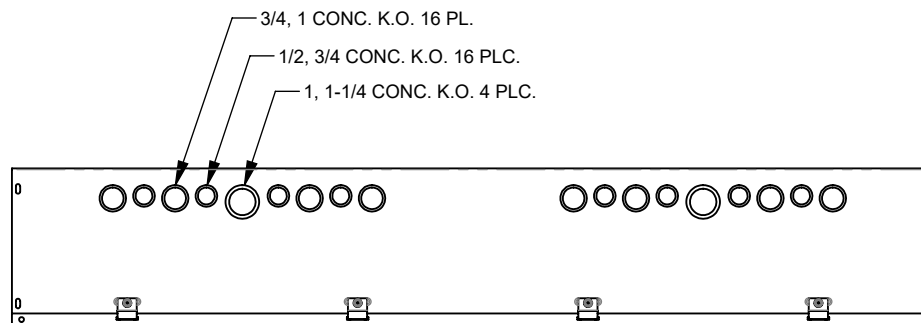 3/4, 1 CONC. K.O. 16 PL.
1/2, 3/4 CONC. K.O. 16 PLC.
1, 1-1/4 CONC. K.O. 4 PLC.